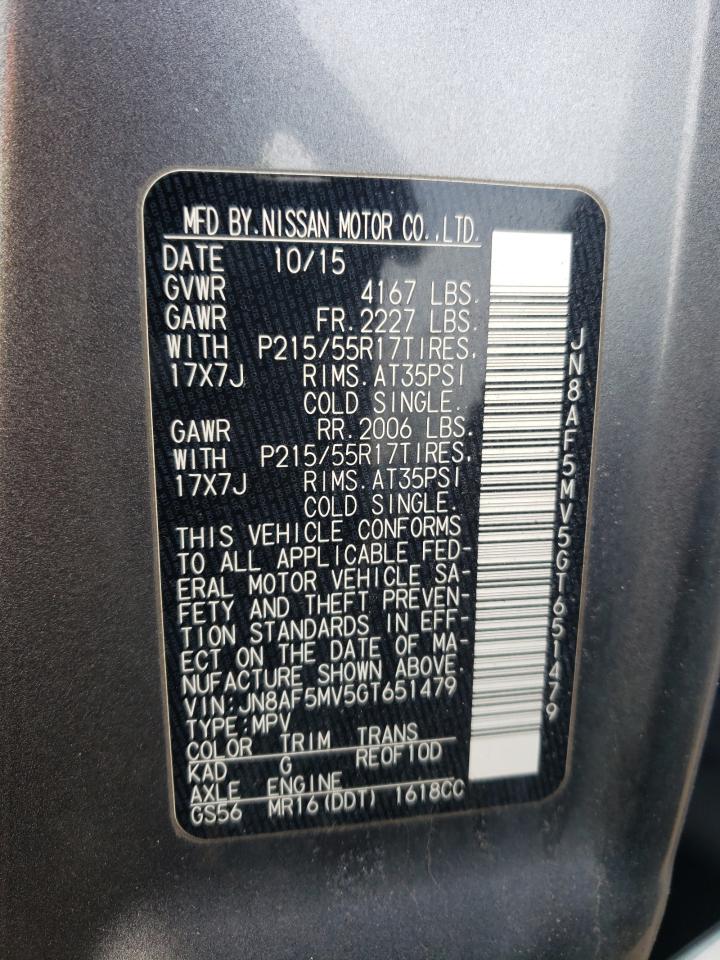 MFD BY.NISSAN MOTOR CO.,LTD.
DATE 10/15
GVWR 4167 LBS.
GAWR FR.2227 LBS.
WITH P215/55R17TIRES,
17X7J RIMS.AT35PSI
COLD SINGLE.
GAWR RR.2006 LBS.
WITH P215/55R17TIRES,
17X7J RIMS.AT35PSI
COLD SINGLE.
THIS VEHICLE CONFORMS
TO ALL APPLICABLE FED-
ERAL MOTOR VEHICLE SA-
FETY AND THEFT PREVEN-
TION STANDARDS IN EFF-
ECT ON THE DATE OF MA-
NUFACTURE SHOWN ABOVE.
VIN:JN8AF5MV5GT651479
TYPE:MPV
COLOR TRIM TRANS
KAD G RE0F10D
AXLE ENGINE
GS56 MR16(DDT) 1618CC
JN8AF5MV5GT651479